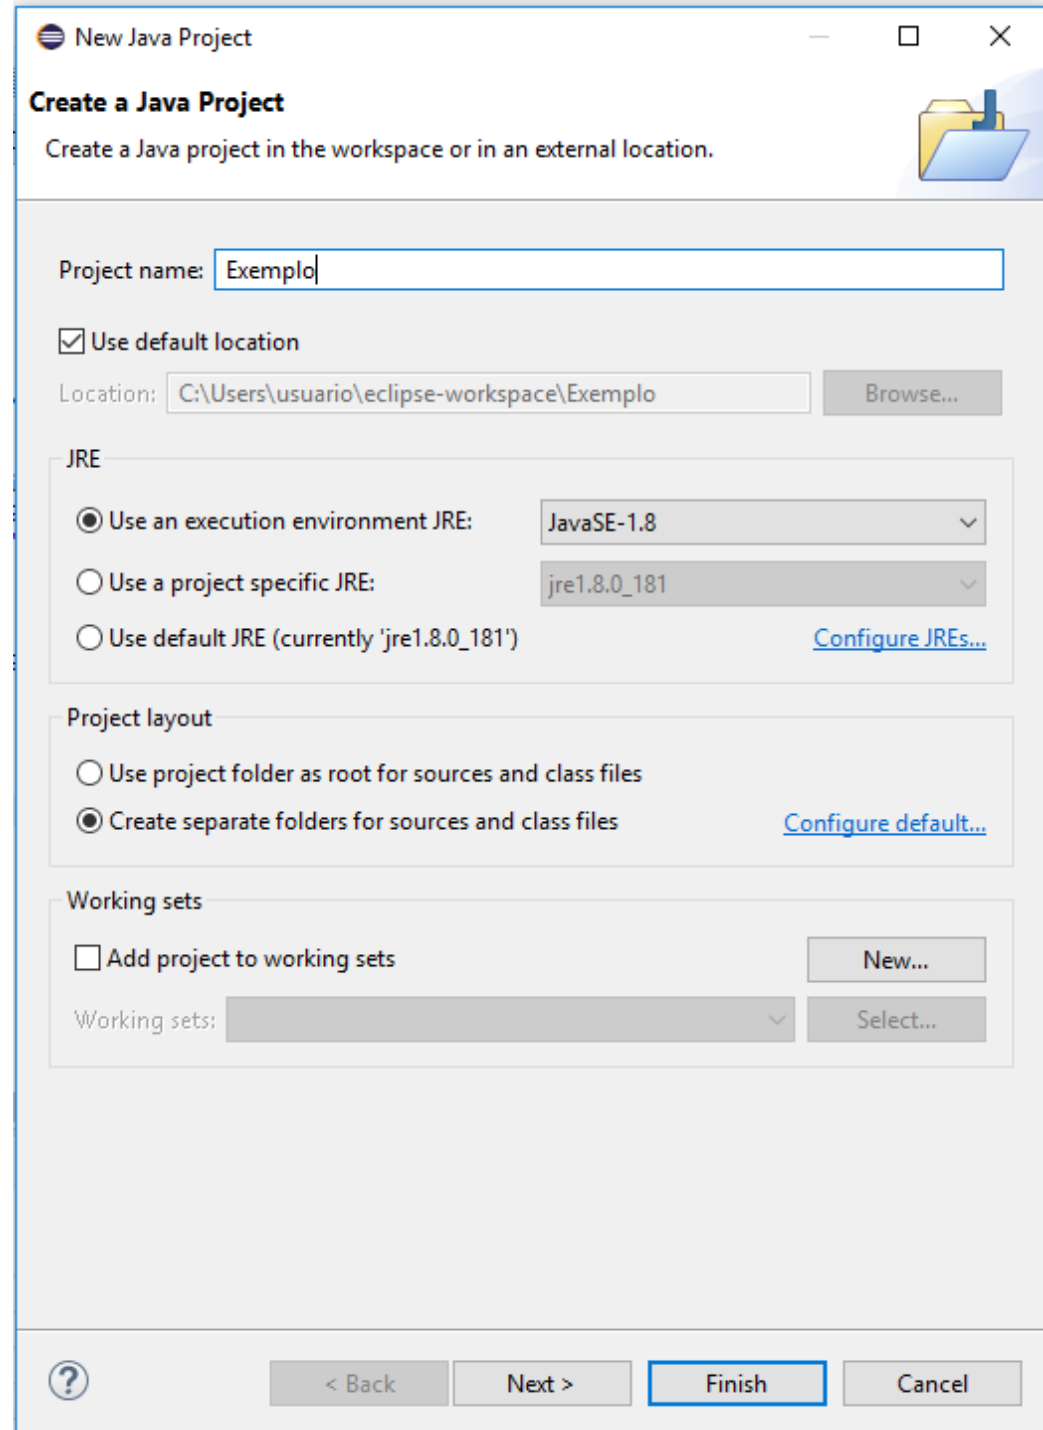 New Java Project
Create a Java Project
Create a Java project in the workspace or in an external location.
Project name: Exemplo
Use default location
Location: C:\Users\usuario\eclipse-workspace\Exemplo Browse...
JRE
Use an execution environment JRE: JavaSE-1.8
Use a project specific JRE: jre1.8.0_181
Use default JRE (currently 'jre1.8.0_181') Configure JREs...
Project layout
Use project folder as root for sources and class files
Create separate folders for sources and class files Configure default...
Working sets
Add project to working sets New...
Working sets: Select...
< Back Next > Finish Cancel